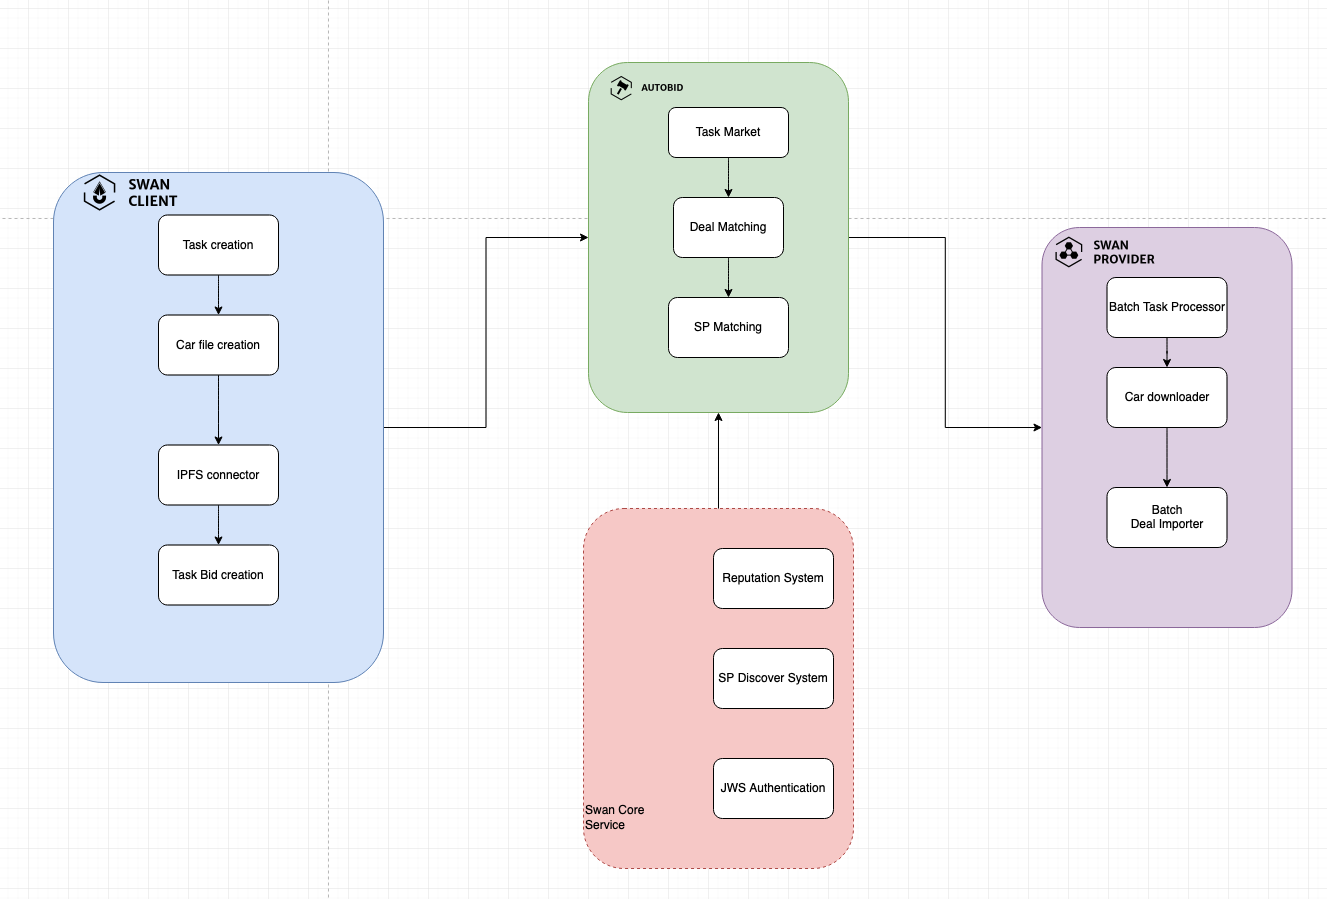 SWAN
CLIENT
Task creation
Car file creation
IPFS connector
Task Bid creation
AUTOBID
Task Market
Deal Matching
SP Matching
Reputation System
SP Discover System
JWS Authentication
Swan Core
Service
SWAN
PROVIDER
Batch Task Processor
Car downloader
Batch
Deal Importer